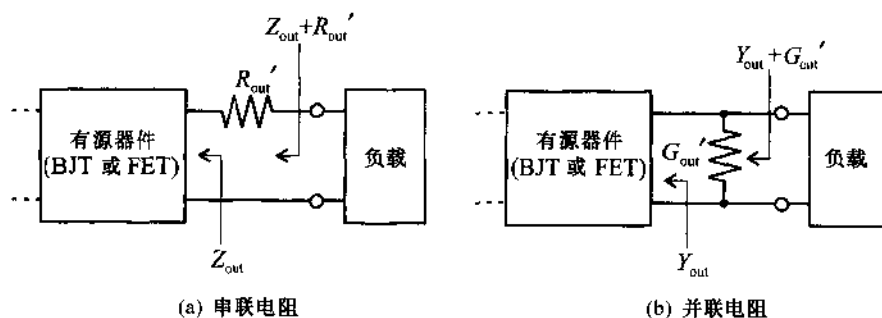 Z_out+R_out′
R_out′
有源器件
(BJT 或 FET)
负载
Z_out
(a) 串联电阻
Y_out+G_out′
有源器件
(BJT 或 FET)
G_out′
负载
Y_out
(b) 并联电阻